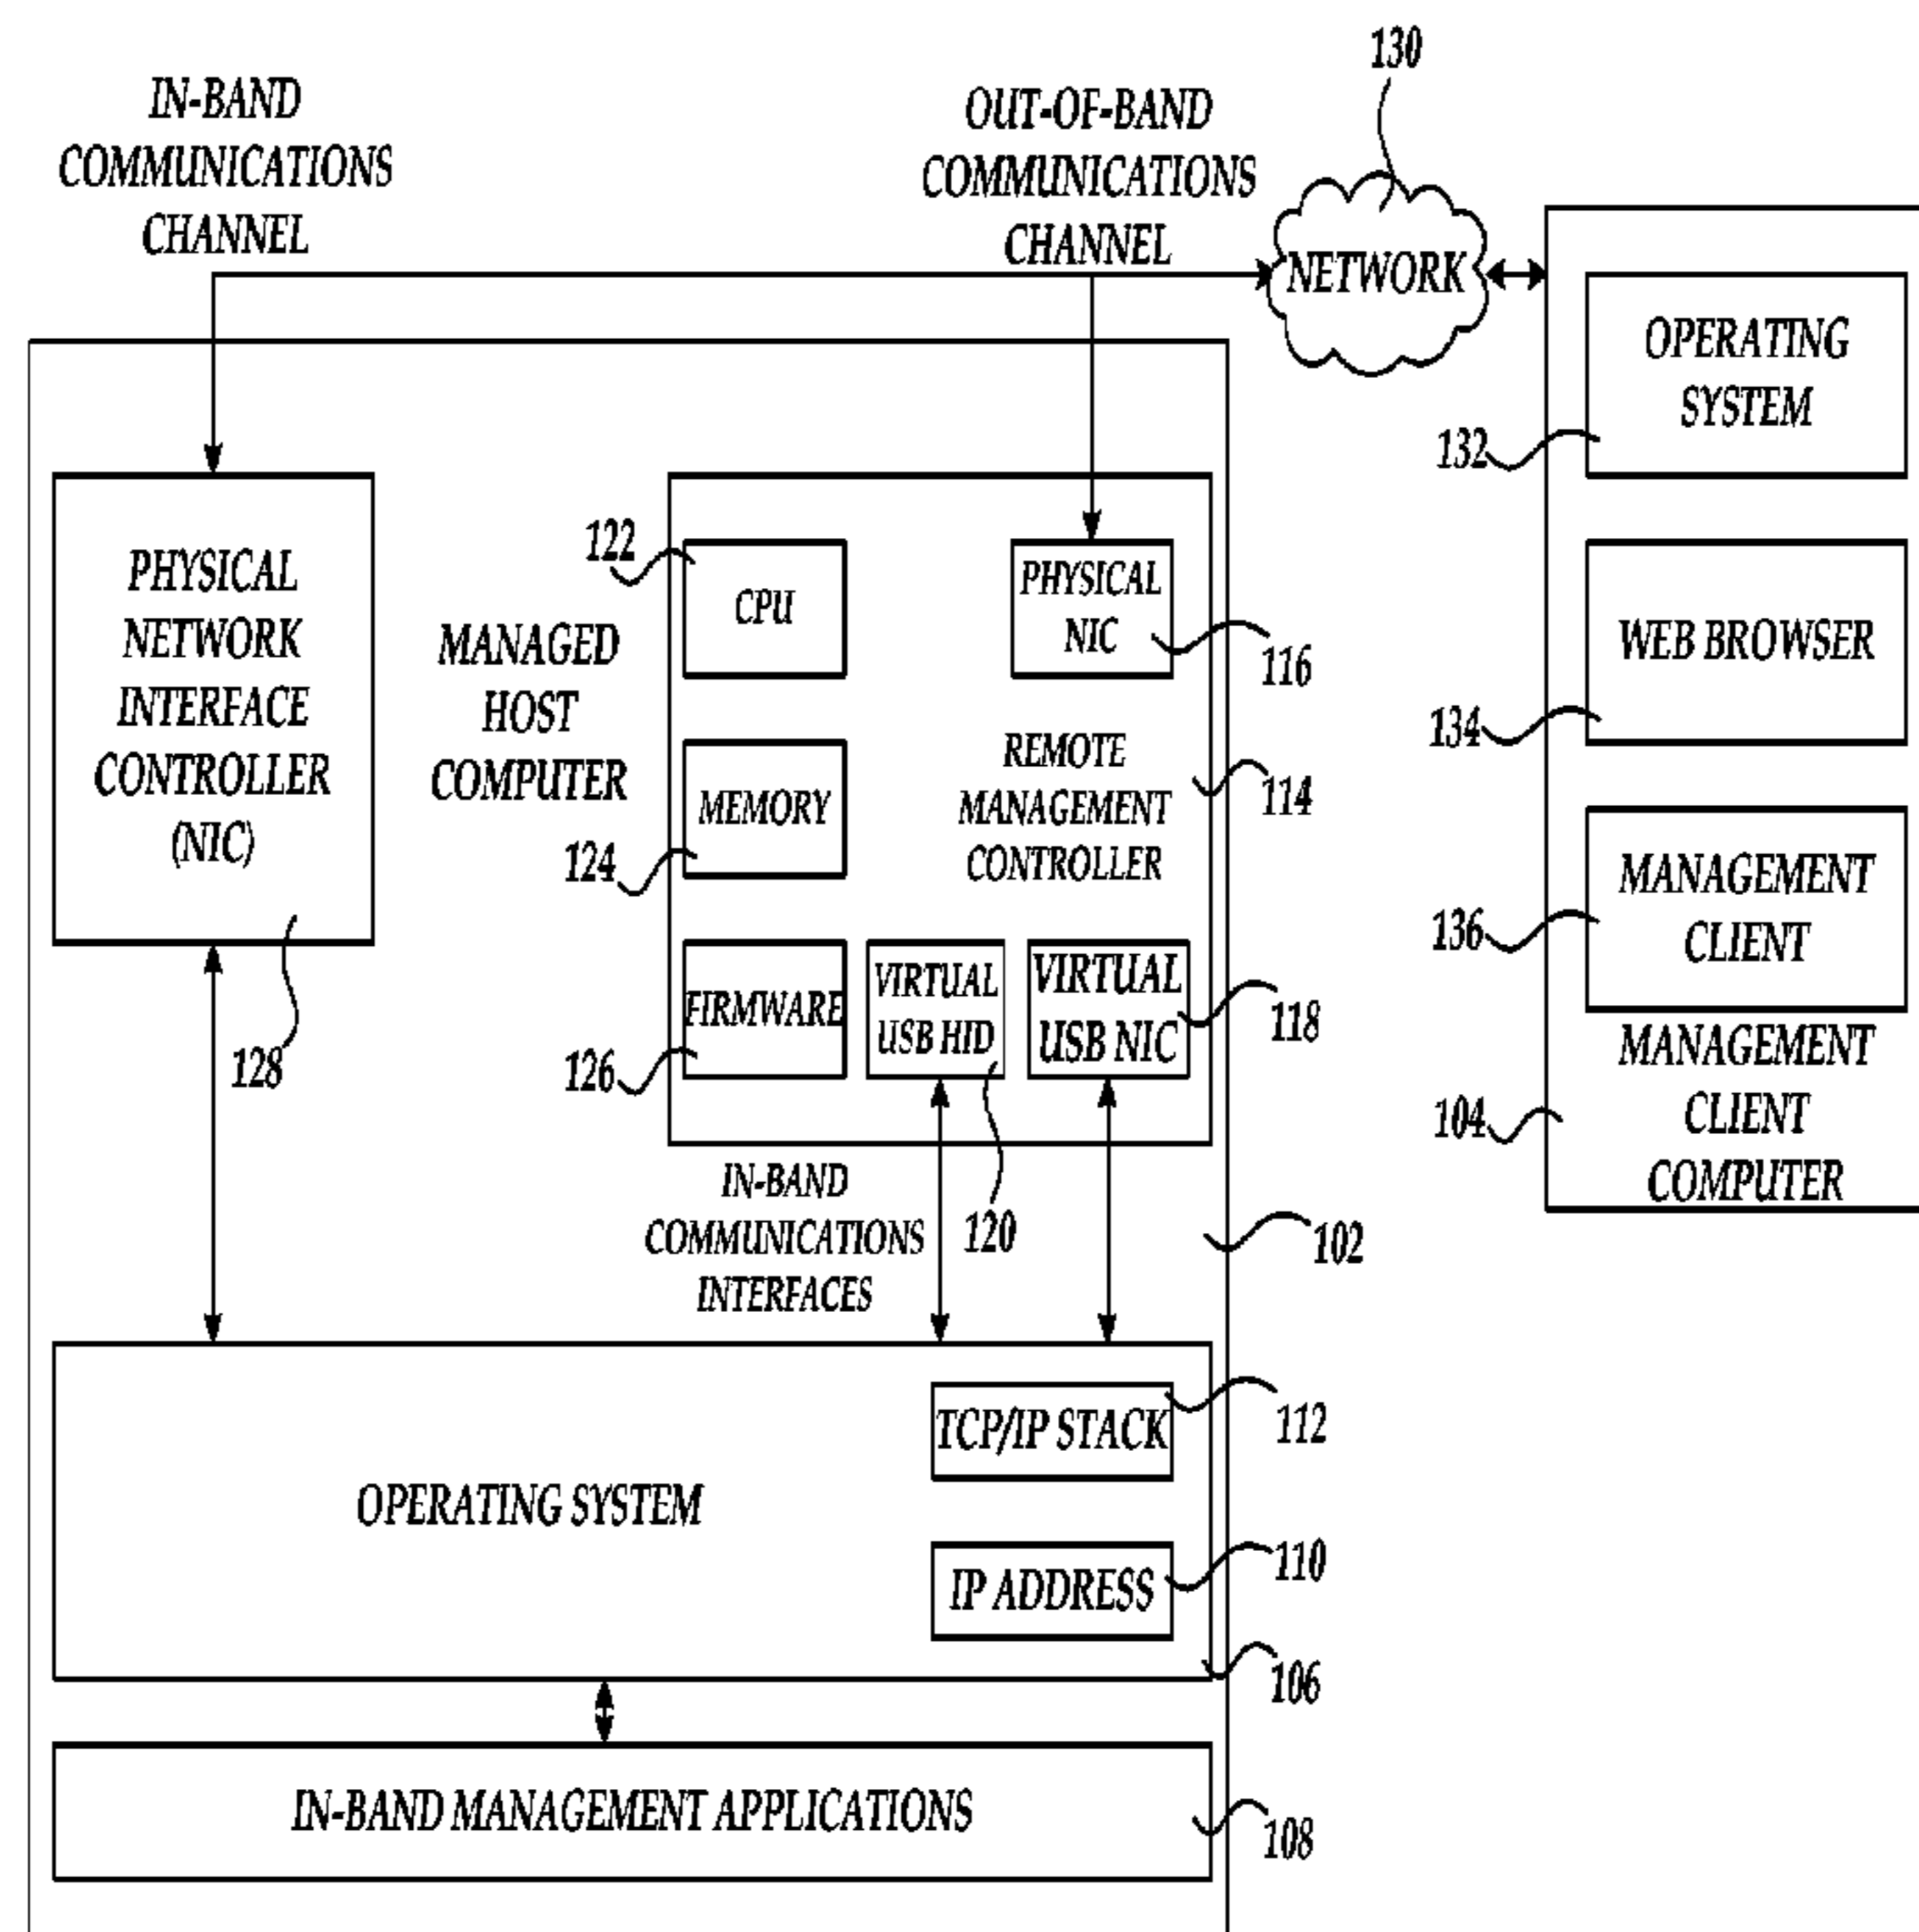 130
IN-BAND
COMMUNICATIONS
CHANNEL
OUT-OF-BAND
COMMUNICATIONS
CHANNEL
NETWORK
OPERATING
SYSTEM
132
PHYSICAL
NETWORK
INTERFACE
CONTROLLER
(NIC)
128
MANAGED
HOST
COMPUTER
122
CPU
PHYSICAL
NIC
116
WEB BROWSER
134
MEMORY
124
REMOTE
MANAGEMENT
CONTROLLER
114
MANAGEMENT
CLIENT
136
FIRMWARE
126
VIRTUAL
USB HID
120
VIRTUAL
USB NIC
118
MANAGEMENT
CLIENT
COMPUTER
104
IN-BAND
COMMUNICATIONS
INTERFACES
102
OPERATING SYSTEM
TCP/IP STACK
112
IP ADDRESS
110
106
IN-BAND MANAGEMENT APPLICATIONS
108